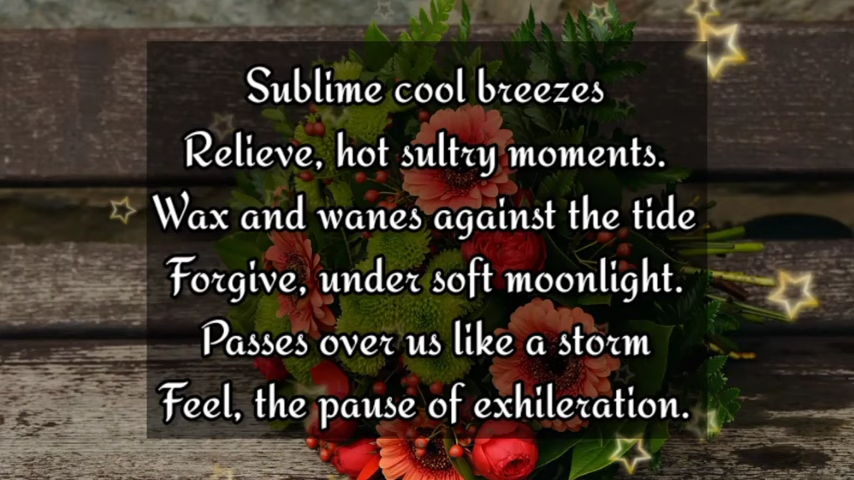 Sublime cool breezes
Relieve, hot sultry moments.
Wax and wanes against the tide
Forgive, under soft moonlight.
Passes over us like a storm
Feel, the pause of exhileration.